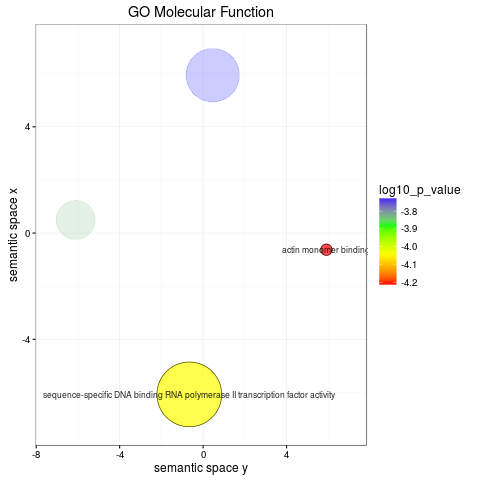 GO Molecular Function
semantic space x
4
0
-4
actin monomer binding
sequence-specific DNA binding RNA polymerase II transcription factor activity
-8
-4
0
4
semantic space y
log10_p_value
-3.8
-3.9
-4.0
-4.1
-4.2